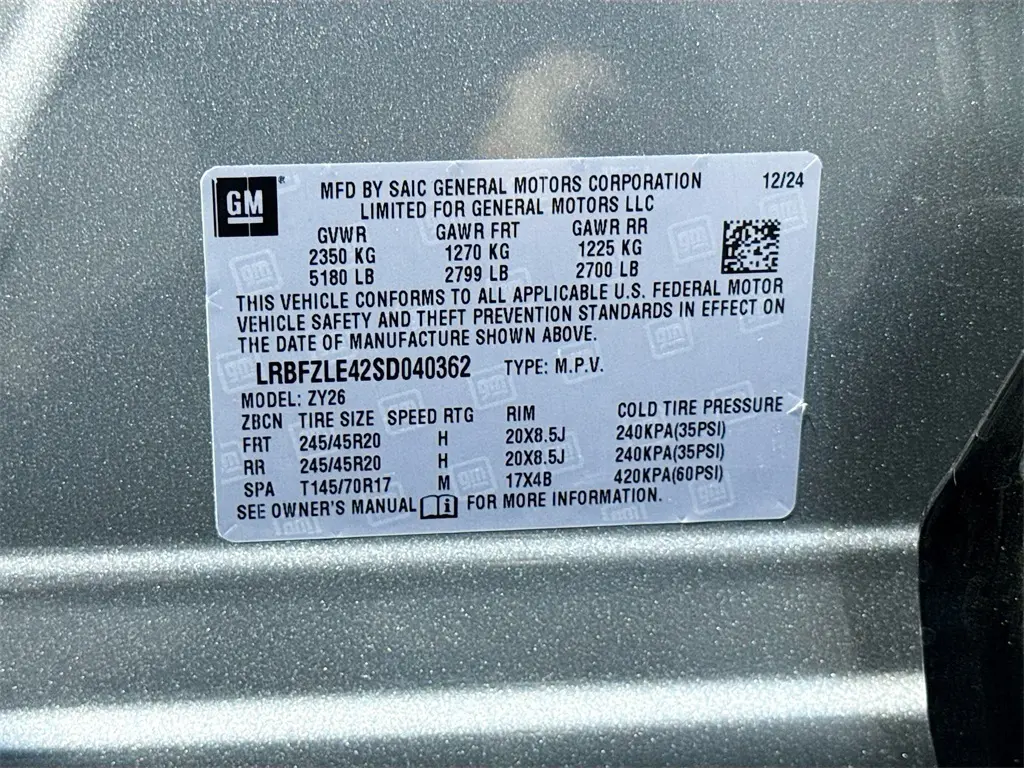 GM ® MFD BY SAIC GENERAL MOTORS CORPORATION 12/24
LIMITED FOR GENERAL MOTORS LLC
GVWR GAWR FRT GAWR RR
2350 KG 1270 KG 1225 KG
5180 LB 2799 LB 2700 LB
THIS VEHICLE CONFORMS TO ALL APPLICABLE U.S. FEDERAL MOTOR
VEHICLE SAFETY AND THEFT PREVENTION STANDARDS IN EFFECT ON
THE DATE OF MANUFACTURE SHOWN ABOVE.
LRBFZLE42SD040362 TYPE: M.P.V.
MODEL: ZY26
ZBCN TIRE SIZE SPEED RTG RIM COLD TIRE PRESSURE
FRT 245/45R20 H 20X8.5J 240KPA(35PSI)
RR 245/45R20 H 20X8.5J 240KPA(35PSI)
SPA T145/70R17 M 17X4B 420KPA(60PSI)
SEE OWNER'S MANUAL i FOR MORE INFORMATION.